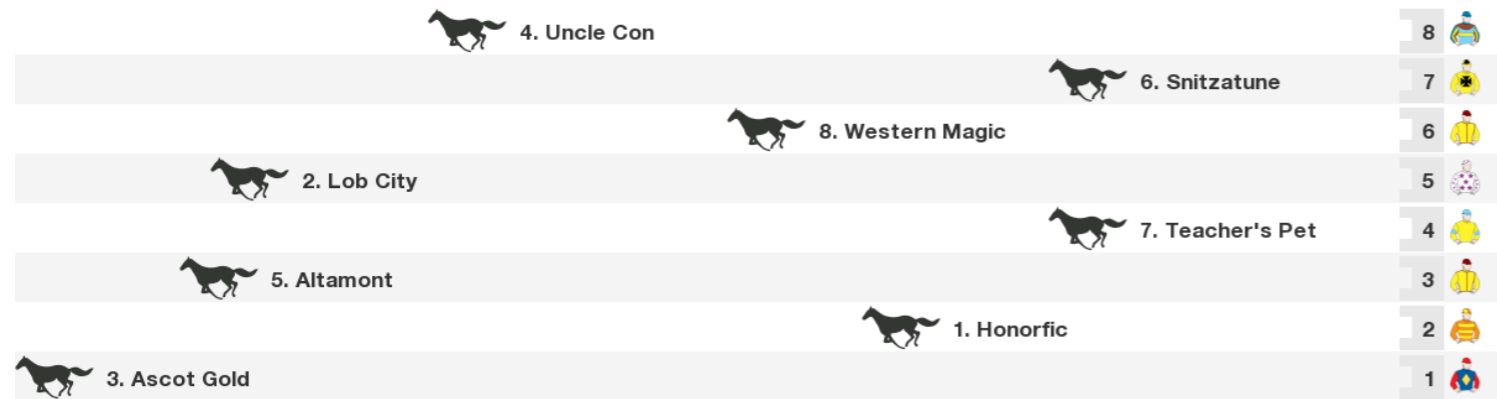 4. Uncle Con 8
6. Snitzatune 7
8. Western Magic 6
2. Lob City 5
7. Teacher's Pet 4
5. Altamont 3
1. Honorfic 2
3. Ascot Gold 1